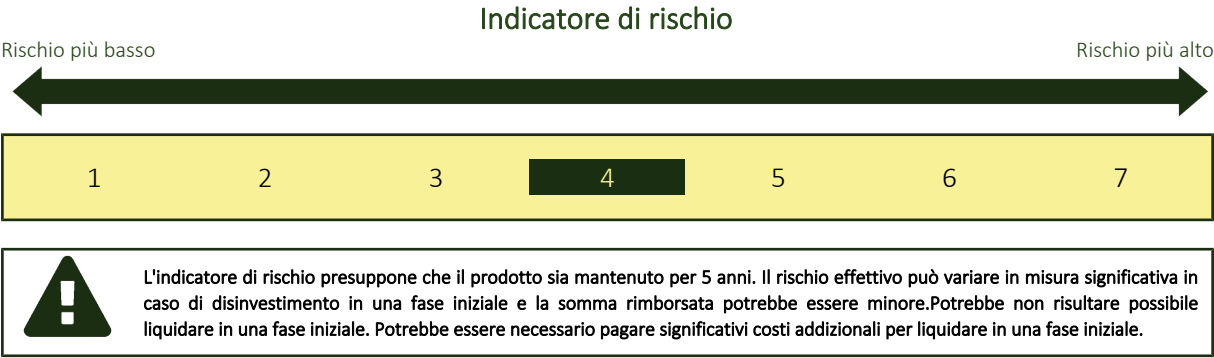 Indicatore di rischio
Rischio più basso Rischio più alto
1 2 3 4 5 6 7
L'indicatore di rischio presuppone che il prodotto sia mantenuto per 5 anni. Il rischio effettivo può variare in misura significativa in
caso di disinvestimento in una fase iniziale e la somma rimborsata potrebbe essere minore.Potrebbe non risultare possibile
liquidare in una fase iniziale. Potrebbe essere necessario pagare significativi costi addizionali per liquidare in una fase iniziale.